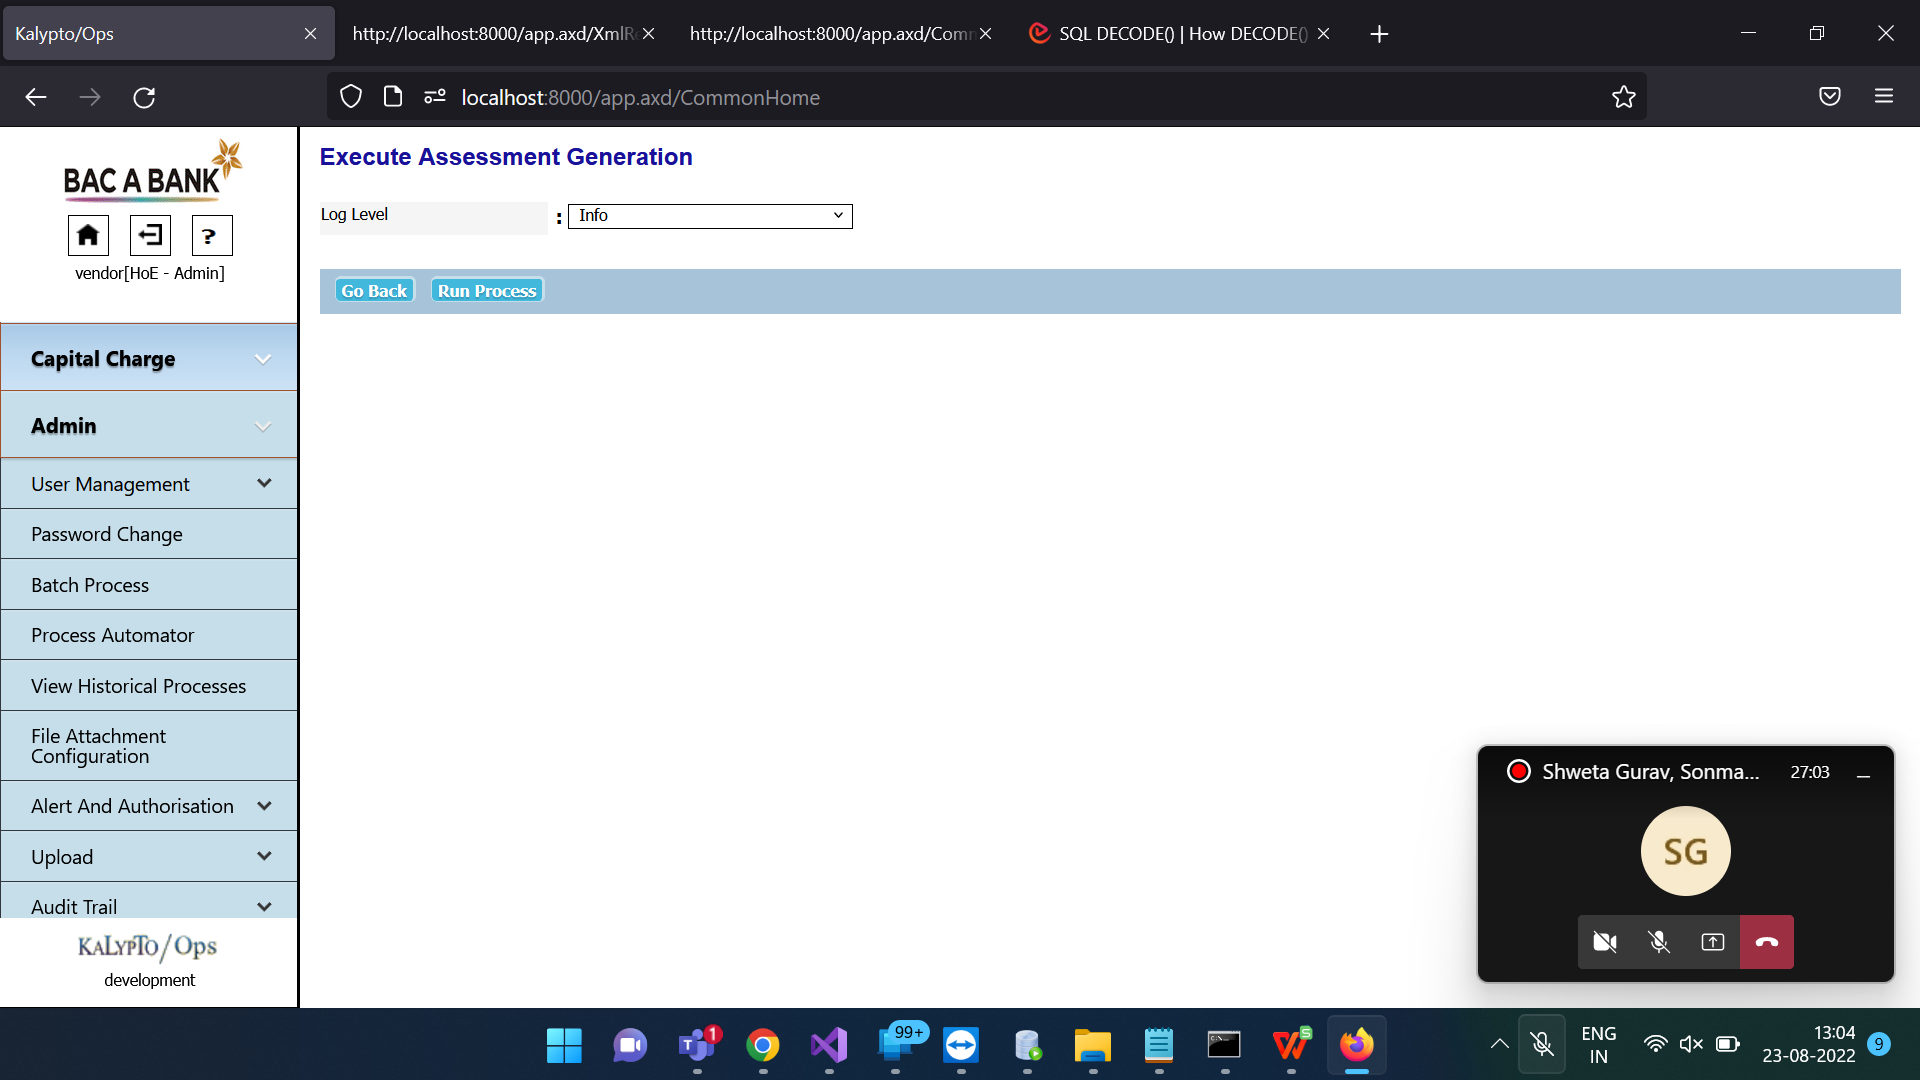 Kalypto/Ops
http://localhost:8000/app.axd/XmlRe
http://localhost:8000/app.axd/Comm
SQL DECODE() | How DECODE()
localhost:8000/app.axd/CommonHome
BAC A BANK
?
vendor[HoE - Admin]
Capital Charge
Admin
User Management
Password Change
Batch Process
Process Automator
View Historical Processes
File Attachment
Configuration
Alert And Authorisation
Upload
Audit Trail
KALYPTO/Ops
development
Execute Assessment Generation
Log Level : Info
Go Back Run Process
Shweta Gurav, Sonma... 27:03
SG
1
99+
ENG
IN
13:04
23-08-2022
9